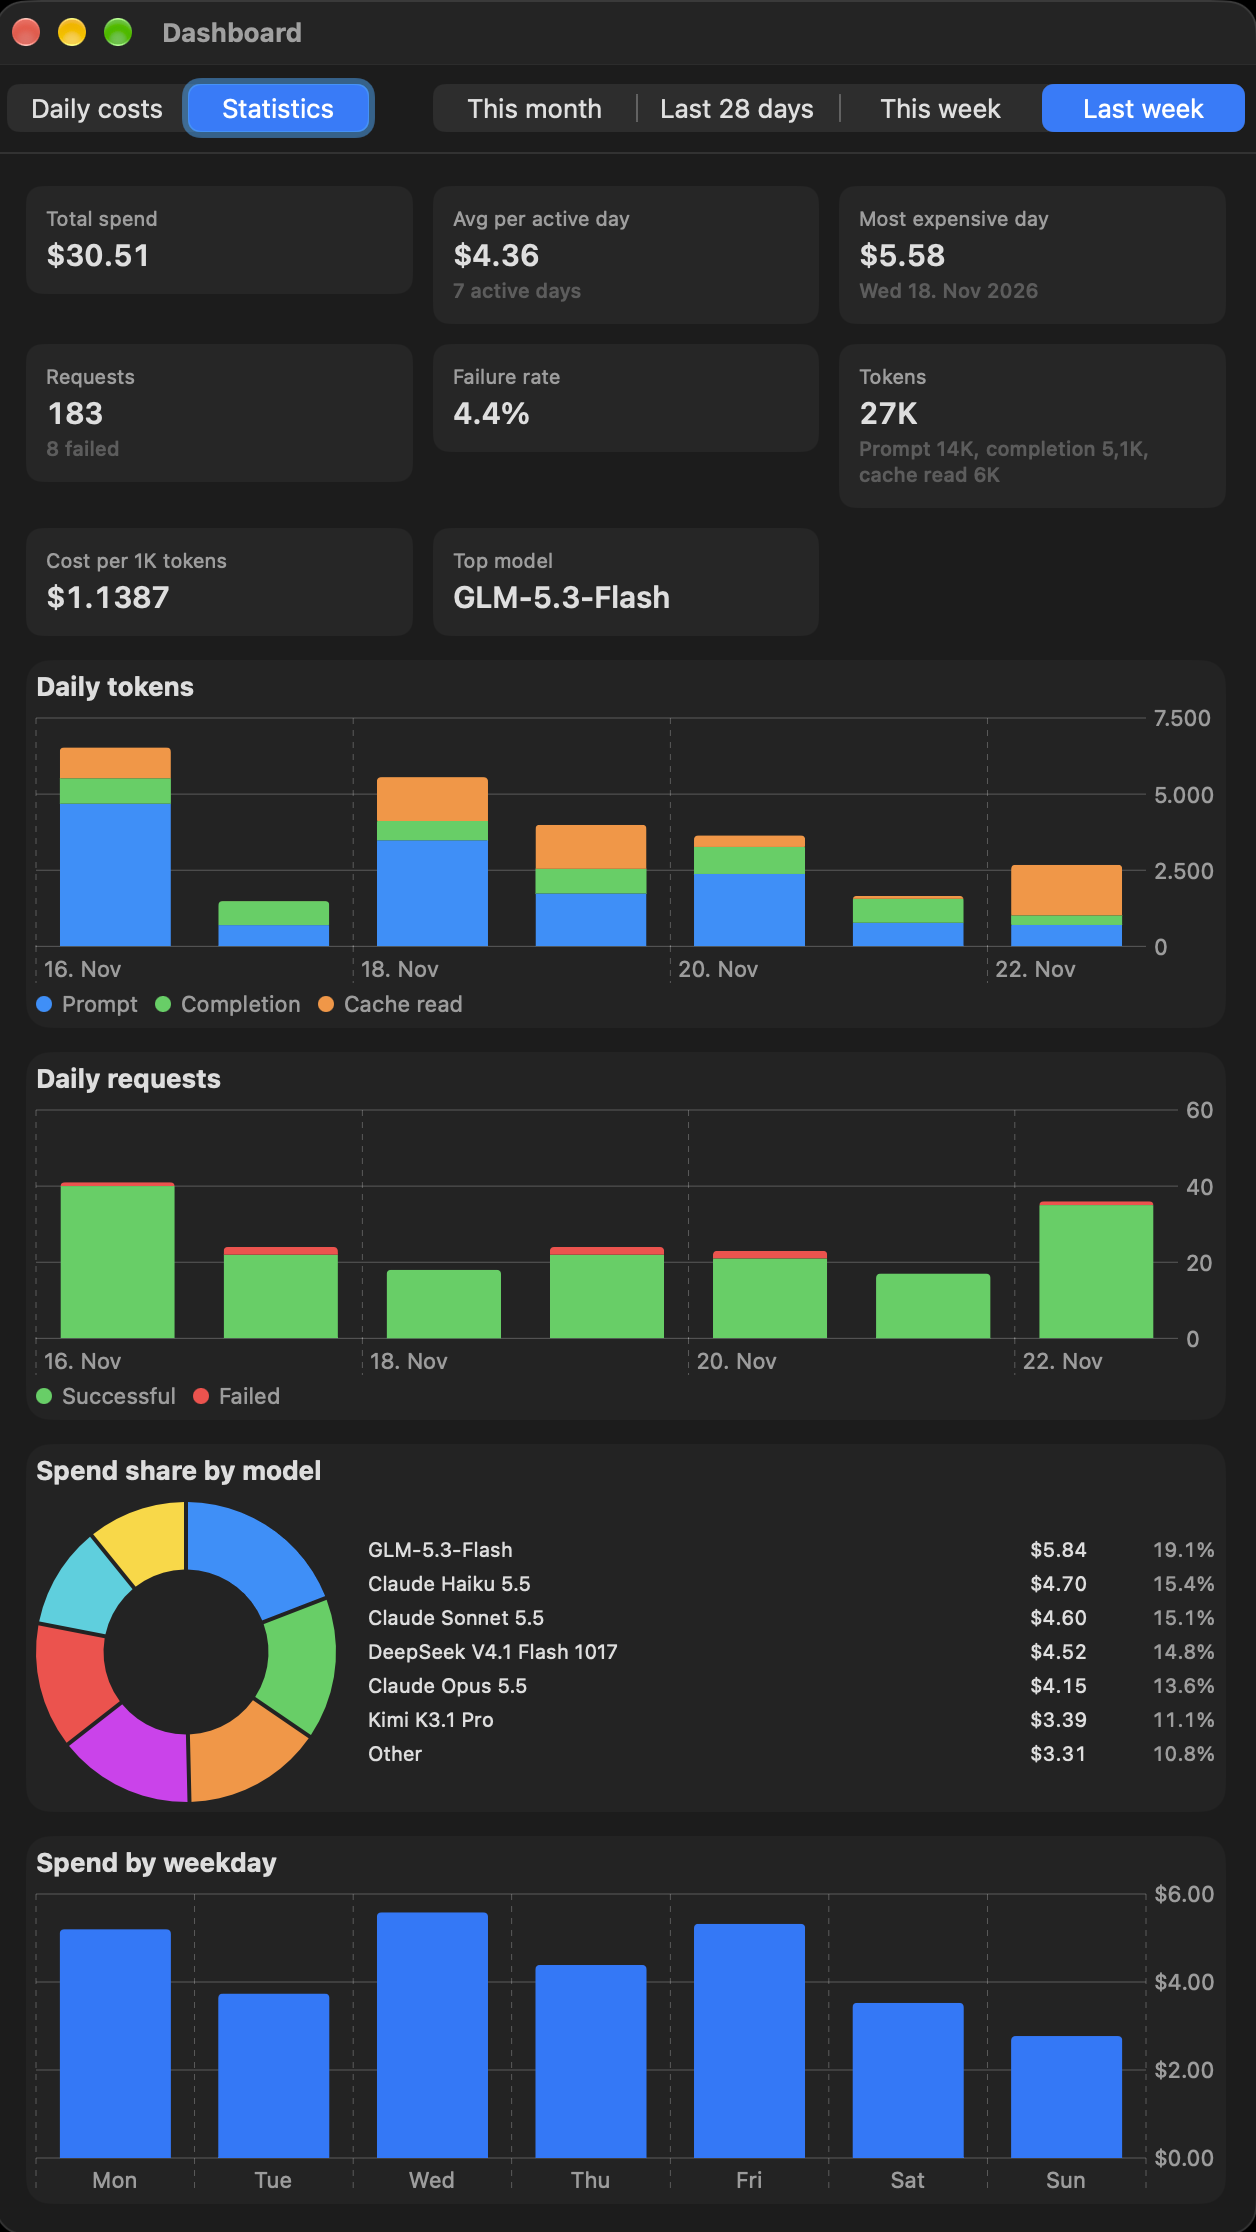 Dashboard
Daily costs Statistics This month Last 28 days This week Last week
Total spend
$30.51
Avg per active day
$4.36
7 active days
Most expensive day
$5.58
Wed 18. Nov 2026
Requests
183
8 failed
Failure rate
4.4%
Tokens
27K
Prompt 14K, completion 5,1K,
cache read 6K
Cost per 1K tokens
$1.1387
Top model
GLM-5.3-Flash
Daily tokens
7.500
5.000
2.500
0
16. Nov 18. Nov 20. Nov 22. Nov
Prompt Completion Cache read
Daily requests
60
40
20
0
16. Nov 18. Nov 20. Nov 22. Nov
Successful Failed
Spend share by model
GLM-5.3-Flash $5.84 19.1%
Claude Haiku 5.5 $4.70 15.4%
Claude Sonnet 5.5 $4.60 15.1%
DeepSeek V4.1 Flash 1017 $4.52 14.8%
Claude Opus 5.5 $4.15 13.6%
Kimi K3.1 Pro $3.39 11.1%
Other $3.31 10.8%
Spend by weekday
$6.00
$4.00
$2.00
$0.00
Mon Tue Wed Thu Fri Sat Sun